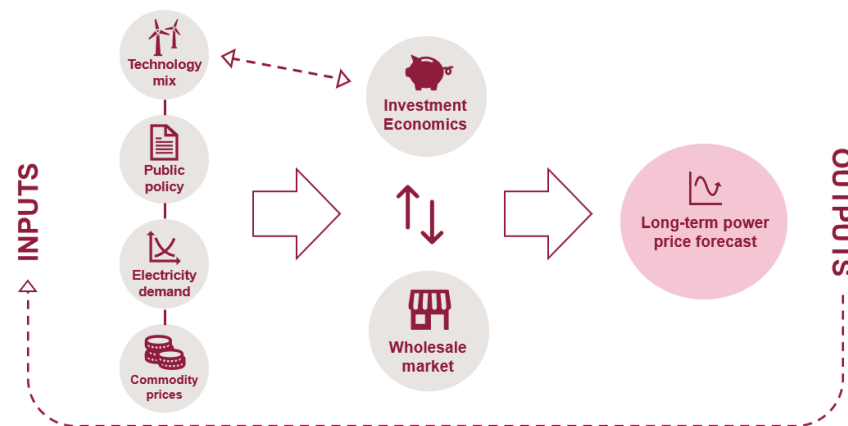 INPUTS
Technology
mix
Public
policy
Electricity
demand
Commodity
prices
Investment
Economics
Wholesale
market
Long-term power
price forecast
OUTPUTS